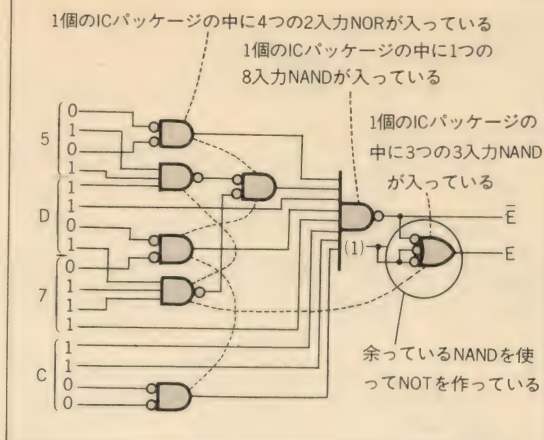 1個のICパッケージの中に4つの2入力NORが入っている
1個のICパッケージの中に1つの
8入力NANDが入っている
1個のICパッケージの
中に3つの3入力NAND
が入っている
5
0
1
0
1
D
1
1
0
1
7
0
1
1
1
C
1
1
0
0
(1)
E̅
E
余っているNANDを使
ってNOTを作っている